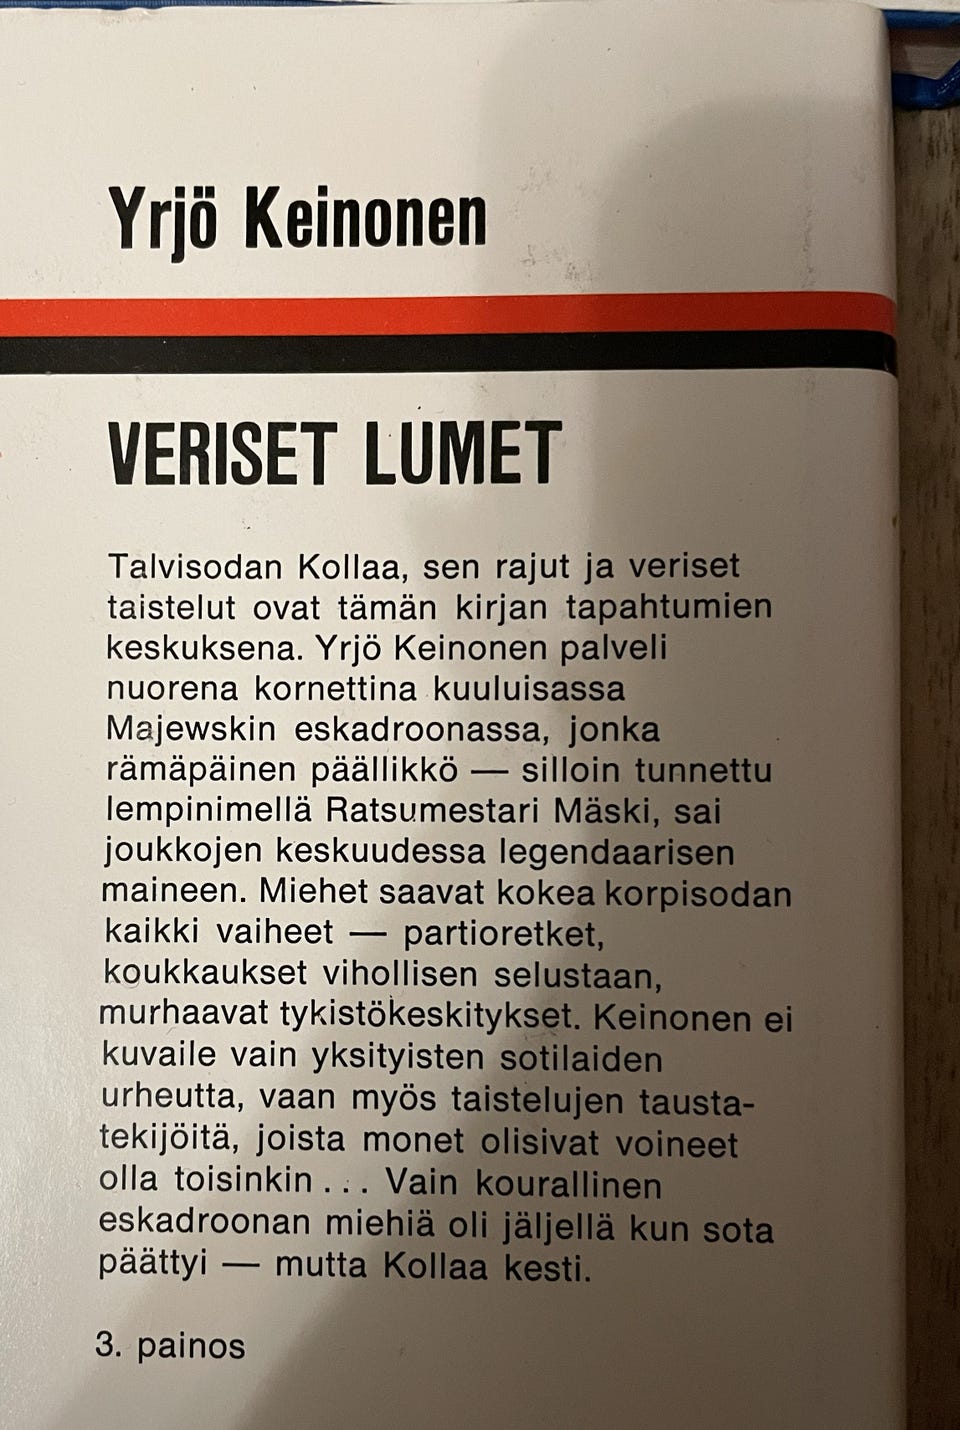 Yrjö Keinonen
VERISET LUMET
Talvisodan Kollaa, sen rajut ja veriset
taistelut ovat tämän kirjan tapahtumien
keskuksena. Yrjö Keinonen palveli
nuorena kornettina kuuluisassa
Majewskin eskadroonassa, jonka
rämäpäinen päällikkö — silloin tunnettu
lempinimellä Ratsumestari Mäski, sai
joukkojen keskuudessa legendaarisen
maineen. Miehet saavat kokea korpisodan
kaikki vaiheet — partioretket,
koukkaukset vihollisen selustaan,
murhaavat tykistökeskitykset. Keinonen ei
kuvaile vain yksityisten sotilaiden
urheutta, vaan myös taistelujen tausta-
tekijöitä, joista monet olisivat voineet
olla toisinkin... Vain kourallinen
eskadroonan miehiä oli jäljellä kun sota
päättyi — mutta Kollaa kesti.
3. painos